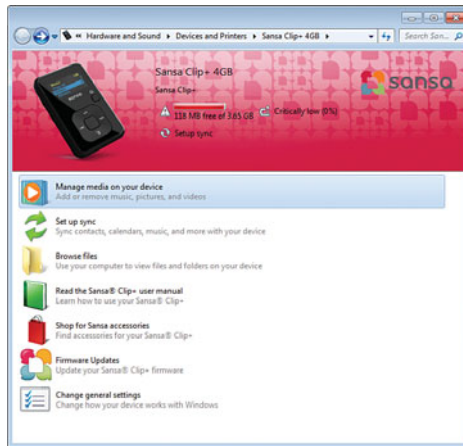 « Hardware and Sound ▸ Devices and Printers ▸ Sansa Clip+ 4GB ▸
Search San...
Sansa Clip+ 4GB
Sansa Clip+
118 MB free of 3.65 GB
Critically low (0%)
Setup sync
sansa
Manage media on your device
Add or remove music, pictures, and videos
Set up sync
Sync contacts, calendars, music, and more with your device
Browse files
Use your computer to view files and folders on your device
Read the Sansa® Clip+ user manual
Learn how to use your Sansa® Clip+
Shop for Sansa accessories
Find accessories for your Sansa® Clip+
Firmware Updates
Update your Sansa® Clip+ firmware
Change general settings
Change how your device works with Windows